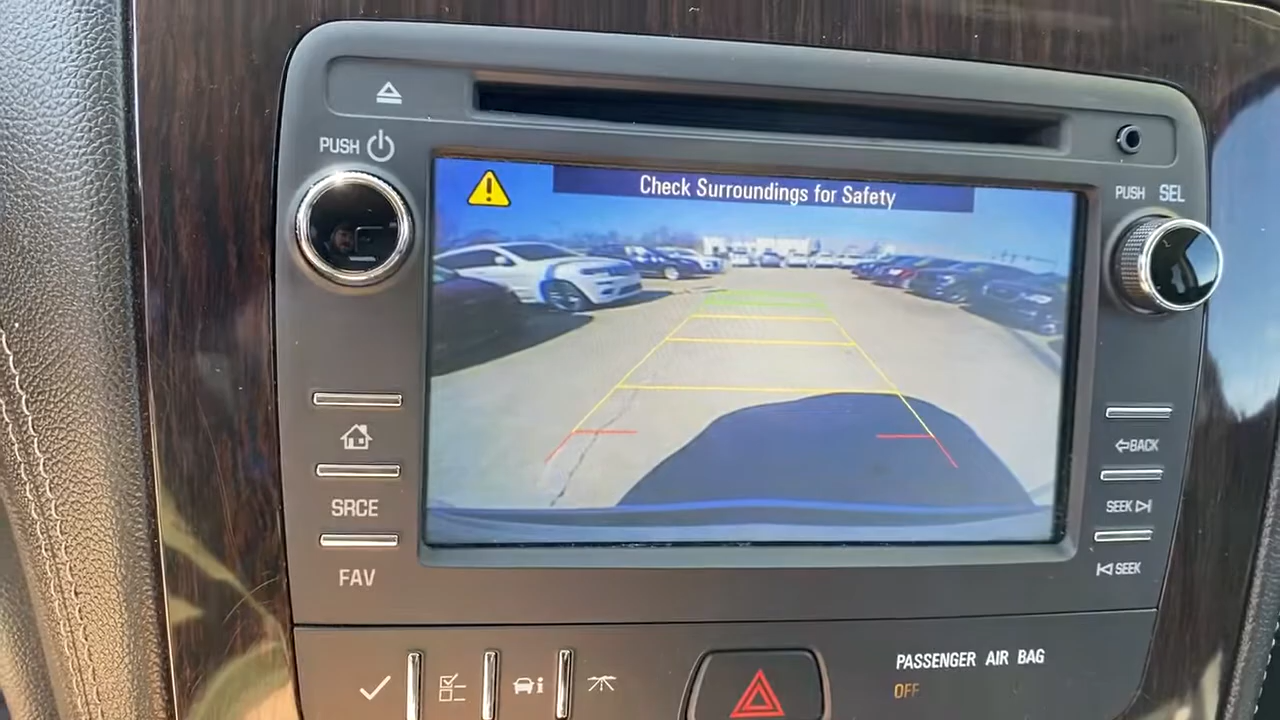 PUSH
Check Surroundings for Safety
PUSH SEL
BACK
SRCE
SEEK
FAV
SEEK
PASSENGER AIR BAG
OFF